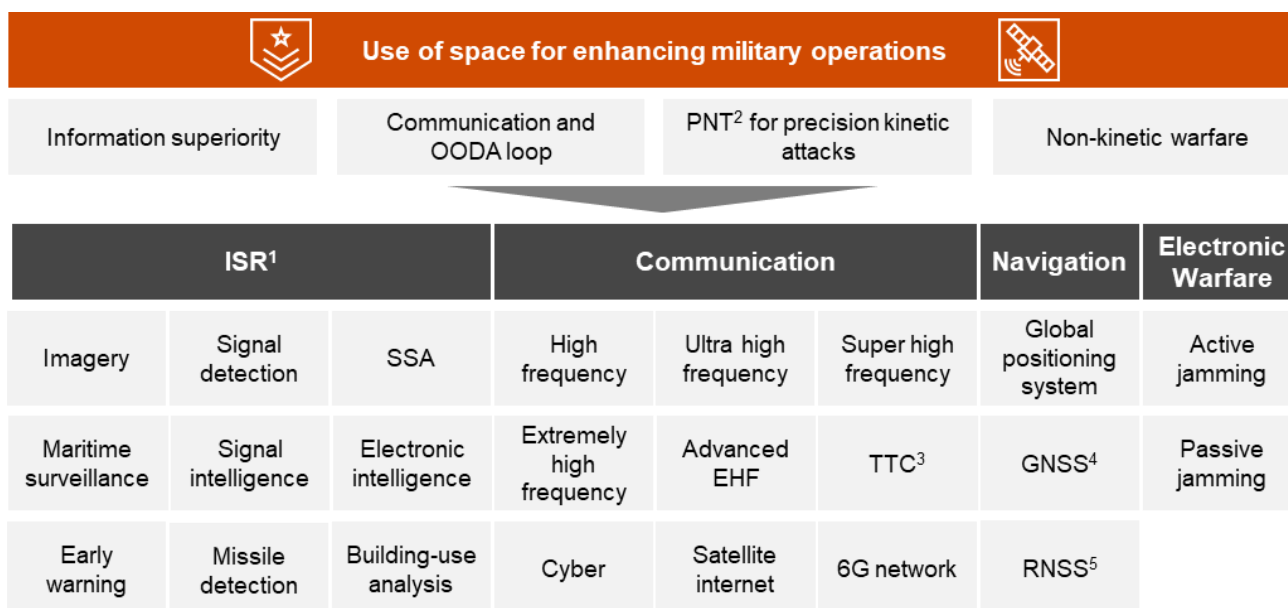 Use of space for enhancing military operations
Information superiority
Communication and
OODA loop
PNT² for precision kinetic
attacks
Non-kinetic warfare
ISR¹
Communication
Navigation
Electronic
Warfare
Imagery
Signal
detection
SSA
High
frequency
Ultra high
frequency
Super high
frequency
Global
positioning
system
Active
jamming
Maritime
surveillance
Signal
intelligence
Electronic
intelligence
Extremely
high
frequency
Advanced
EHF
TTC³
GNSS⁴
Passive
jamming
Early
warning
Missile
detection
Building-use
analysis
Cyber
Satellite
internet
6G network
RNSS⁵